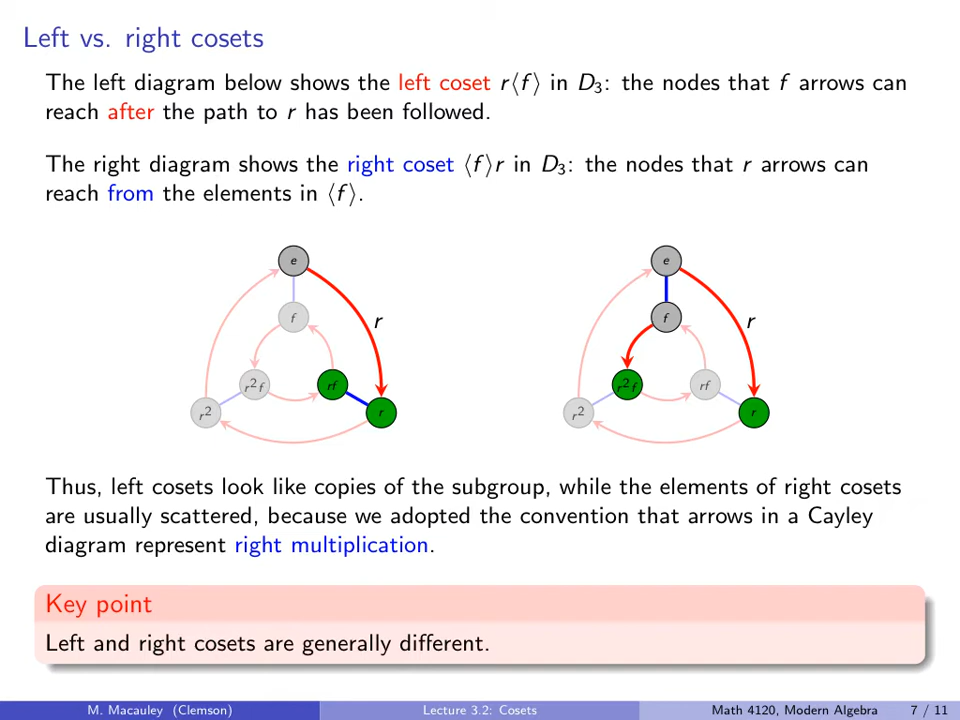 Left vs. right cosets
The left diagram below shows the left coset r⟨f⟩ in D₃: the nodes that f arrows can
reach after the path to r has been followed.
The right diagram shows the right coset ⟨f⟩r in D₃: the nodes that r arrows can
reach from the elements in ⟨f⟩.
e
f
r
r²f
rf
r²
r
e
f
r
r²f
rf
r²
r
Thus, left cosets look like copies of the subgroup, while the elements of right cosets
are usually scattered, because we adopted the convention that arrows in a Cayley
diagram represent right multiplication.
Key point
Left and right cosets are generally different.
M. Macauley (Clemson) Lecture 3.2: Cosets Math 4120, Modern Algebra 7 / 11